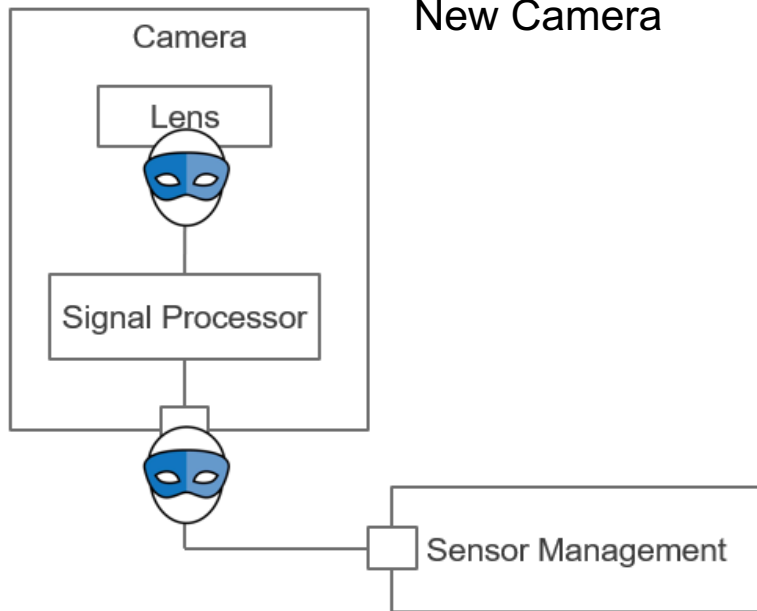 New Camera
Camera
Lens
Signal Processor
Sensor Management